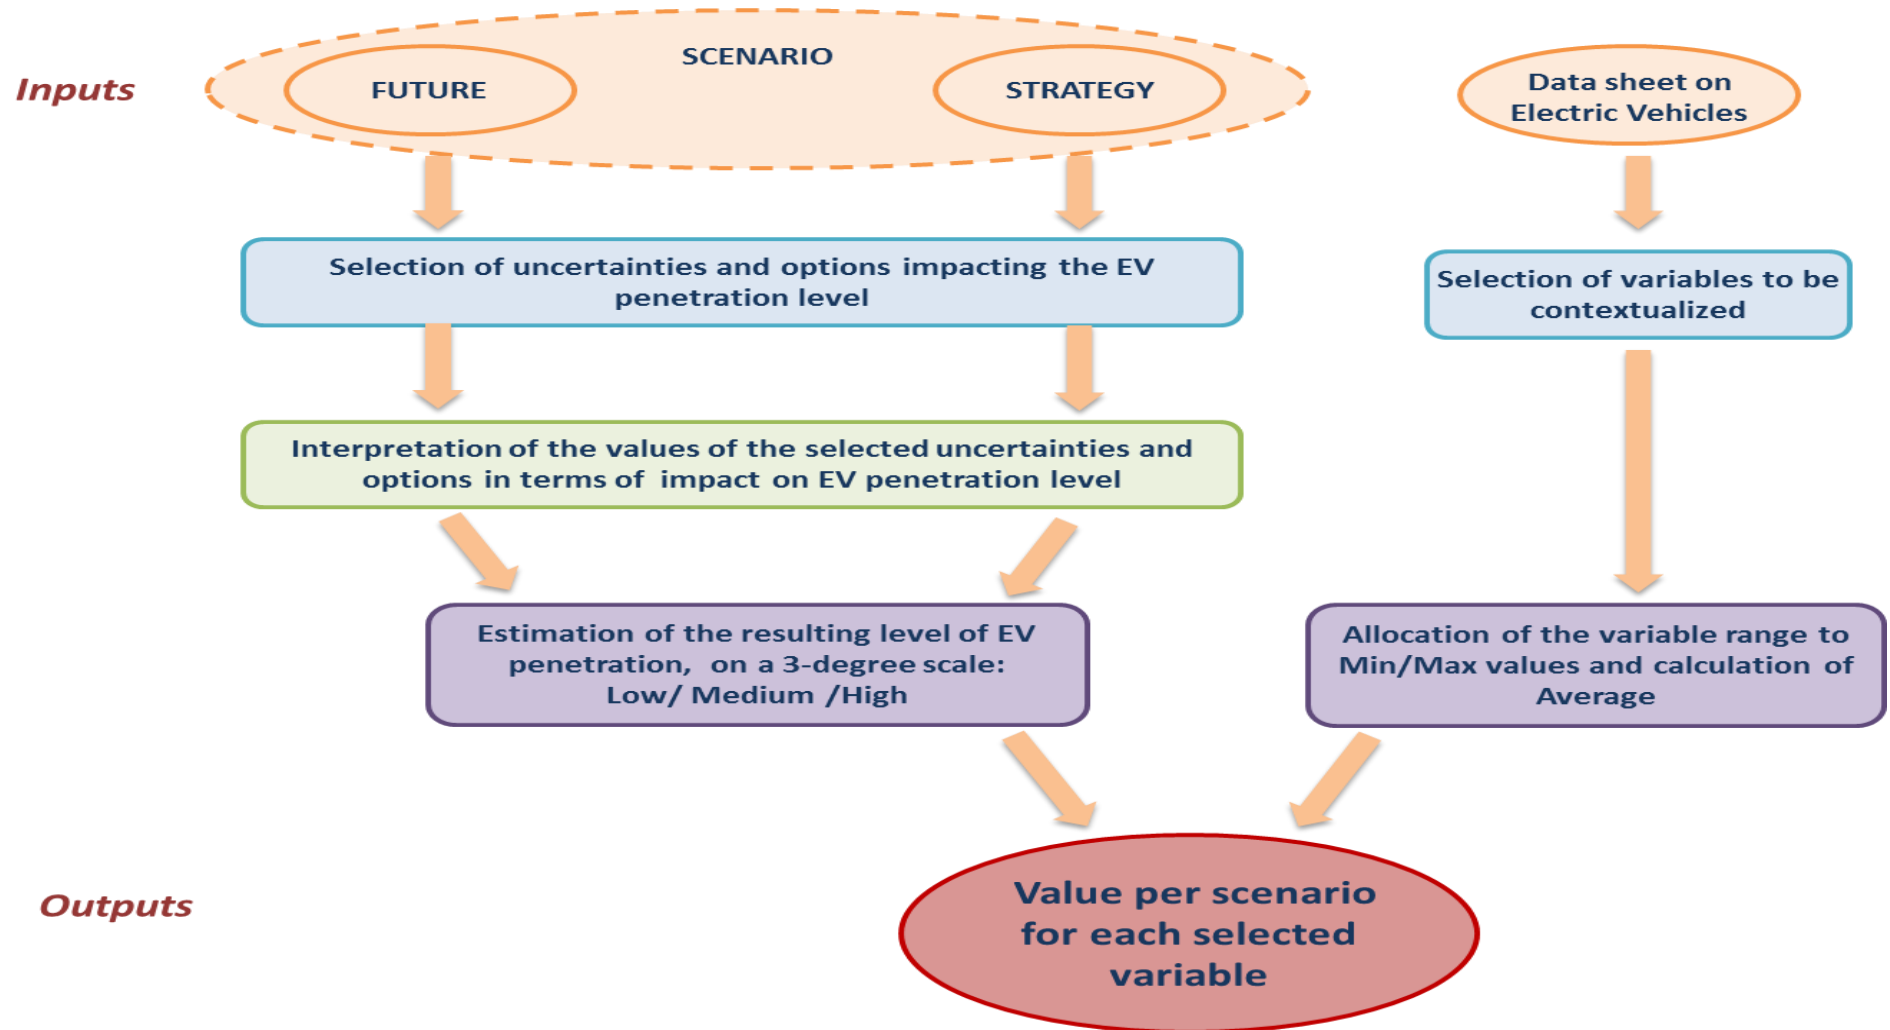 SCENARIO
Inputs
FUTURE
STRATEGY
Data sheet on
Electric Vehicles
Selection of uncertainties and options impacting the EV
penetration level
Selection of variables to be
contextualized
Interpretation of the values of the selected uncertainties and
options in terms of impact on EV penetration level
Estimation of the resulting level of EV
penetration, on a 3-degree scale:
Low/ Medium /High
Allocation of the variable range to
Min/Max values and calculation of
Average
Outputs
Value per scenario
for each selected
variable